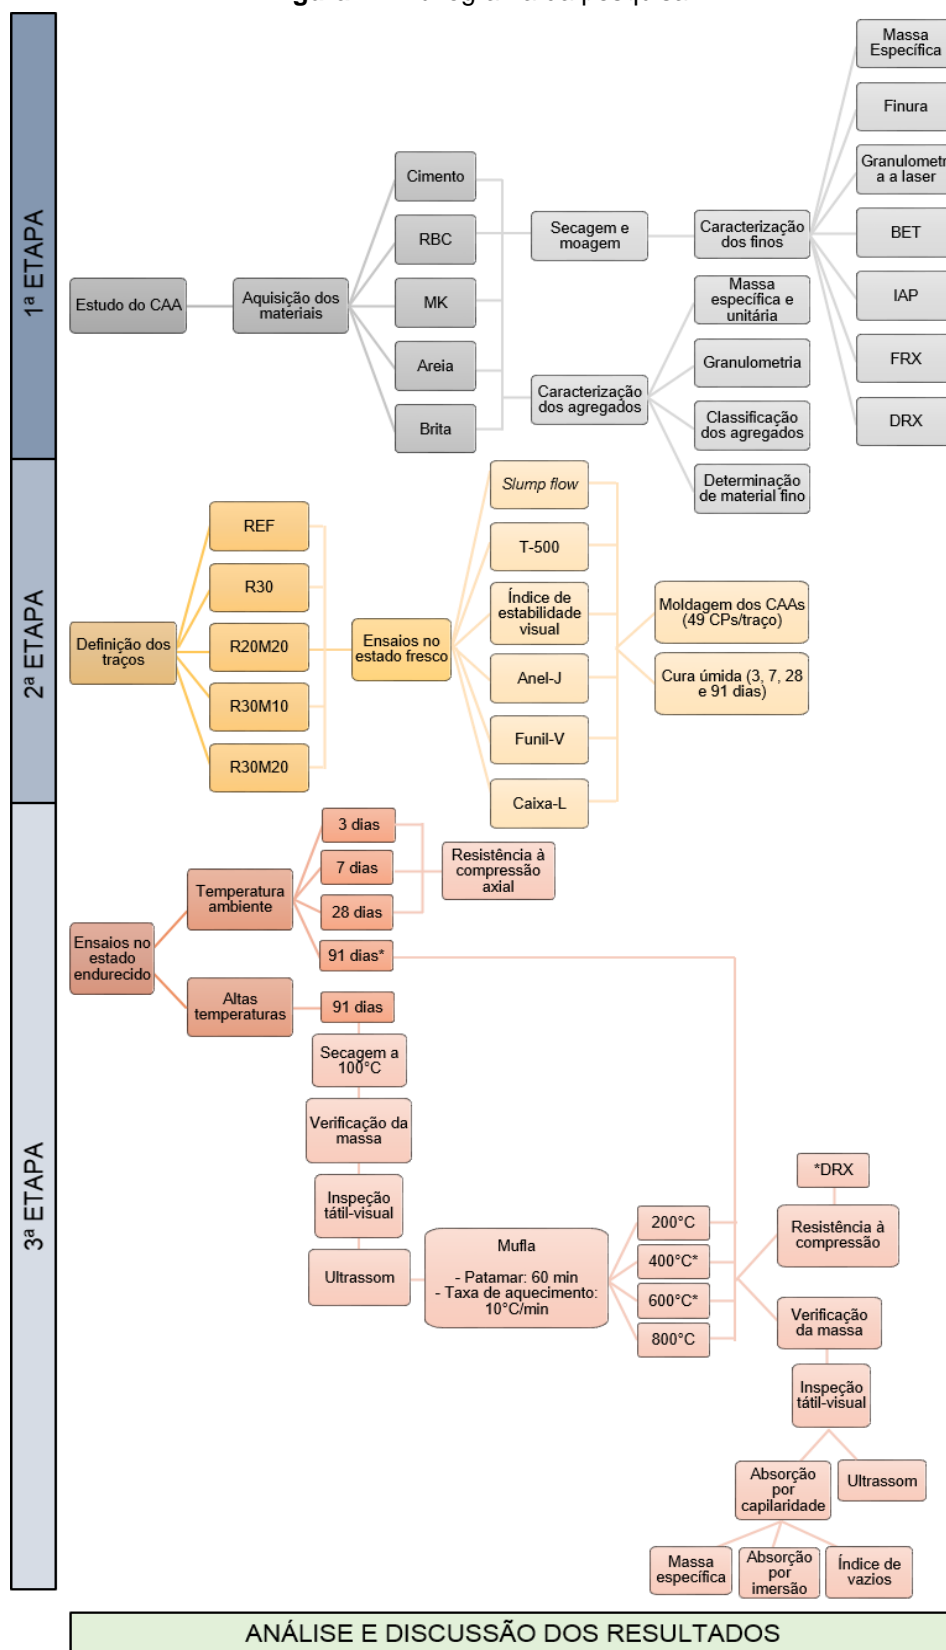 1ª ETAPA
Estudo do CAA
Aquisição dos
materiais
Cimento
RBC
MK
Areia
Brita
Secagem e
moagem
Caracterização
dos agregados
Caracterização
dos finos
Massa
específica e
unitária
Granulometria
Classificação
dos agregados
Determinação
de material fino
Massa
Específica
Finura
Granulometri
a a laser
BET
IAP
FRX
DRX
2ª ETAPA
Definição dos
traços
REF
R30
R20M20
R30M10
R30M20
Ensaios no
estado fresco
Slump flow
T-500
Índice de
estabilidade
visual
Anel-J
Funil-V
Caixa-L
Moldagem dos CAAs
(49 CPs/traço)
Cura úmida (3, 7, 28
e 91 dias)
3ª ETAPA
Ensaios no
estado
endurecido
Temperatura
ambiente
3 dias
7 dias
28 dias
91 dias*
Resistência à
compressão
axial
Altas
temperaturas
91 dias
Secagem a
100°C
Verificação da
massa
Inspeção
tátil-visual
Ultrassom
Mufla
- Patamar: 60 min
- Taxa de aquecimento:
10°C/min
200°C
400°C*
600°C*
800°C
*DRX
Resistência à
compressão
Verificação
da massa
Inspeção
tátil-visual
Absorção
por
capilaridade
Ultrassom
Massa
específica
Absorção
por
imersão
Índice de
vazios
ANÁLISE E DISCUSSÃO DOS RESULTADOS